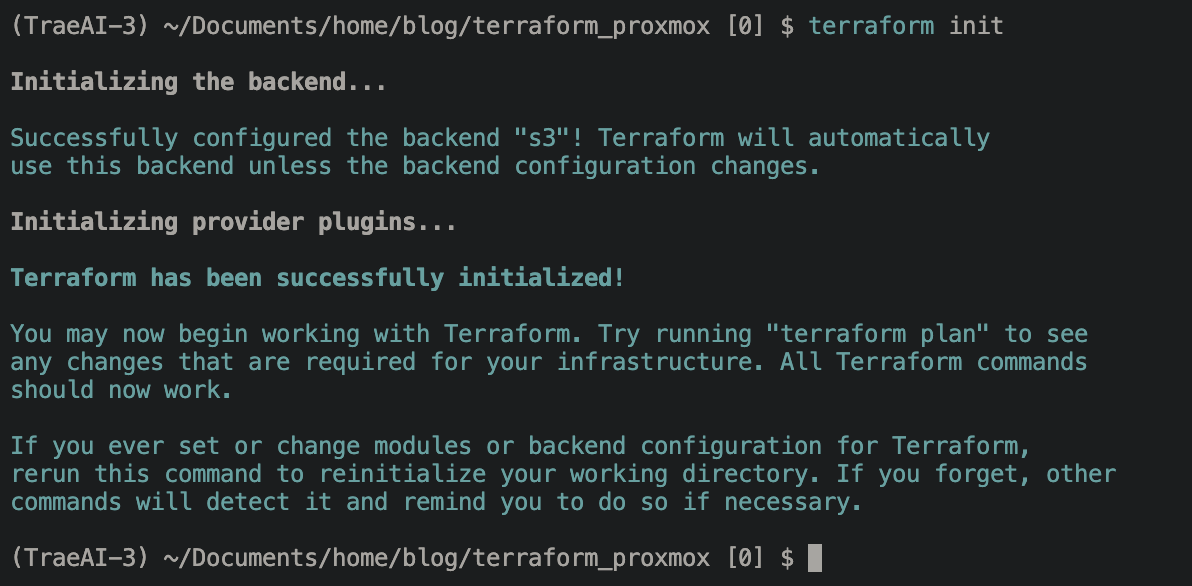 (TraeAI-3) ~/Documents/home/blog/terraform_proxmox [0] $ terraform init
Initializing the backend...
Successfully configured the backend "s3"! Terraform will automatically
use this backend unless the backend configuration changes.
Initializing provider plugins...
Terraform has been successfully initialized!
You may now begin working with Terraform. Try running "terraform plan" to see
any changes that are required for your infrastructure. All Terraform commands
should now work.
If you ever set or change modules or backend configuration for Terraform,
rerun this command to reinitialize your working directory. If you forget, other
commands will detect it and remind you to do so if necessary.
(TraeAI-3) ~/Documents/home/blog/terraform_proxmox [0] $